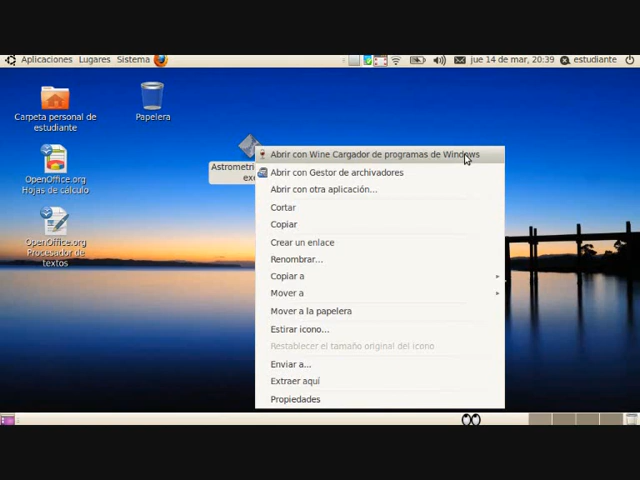 Aplicaciones Lugares Sistema
jue 14 de mar, 20:39 estudiante
Carpeta personal de
estudiante
Papelera
OpenOffice.org
Hojas de cálculo
OpenOffice.org
Procesador de
textos
Abrir con Wine Cargador de programas de Windows
Abrir con Gestor de archivadores
Abrir con otra aplicación...
Cortar
Copiar
Crear un enlace
Renombrar...
Copiar a
Mover a
Mover a la papelera
Estirar icono...
Restablecer el tamaño original del icono
Enviar a...
Extraer aquí
Propiedades